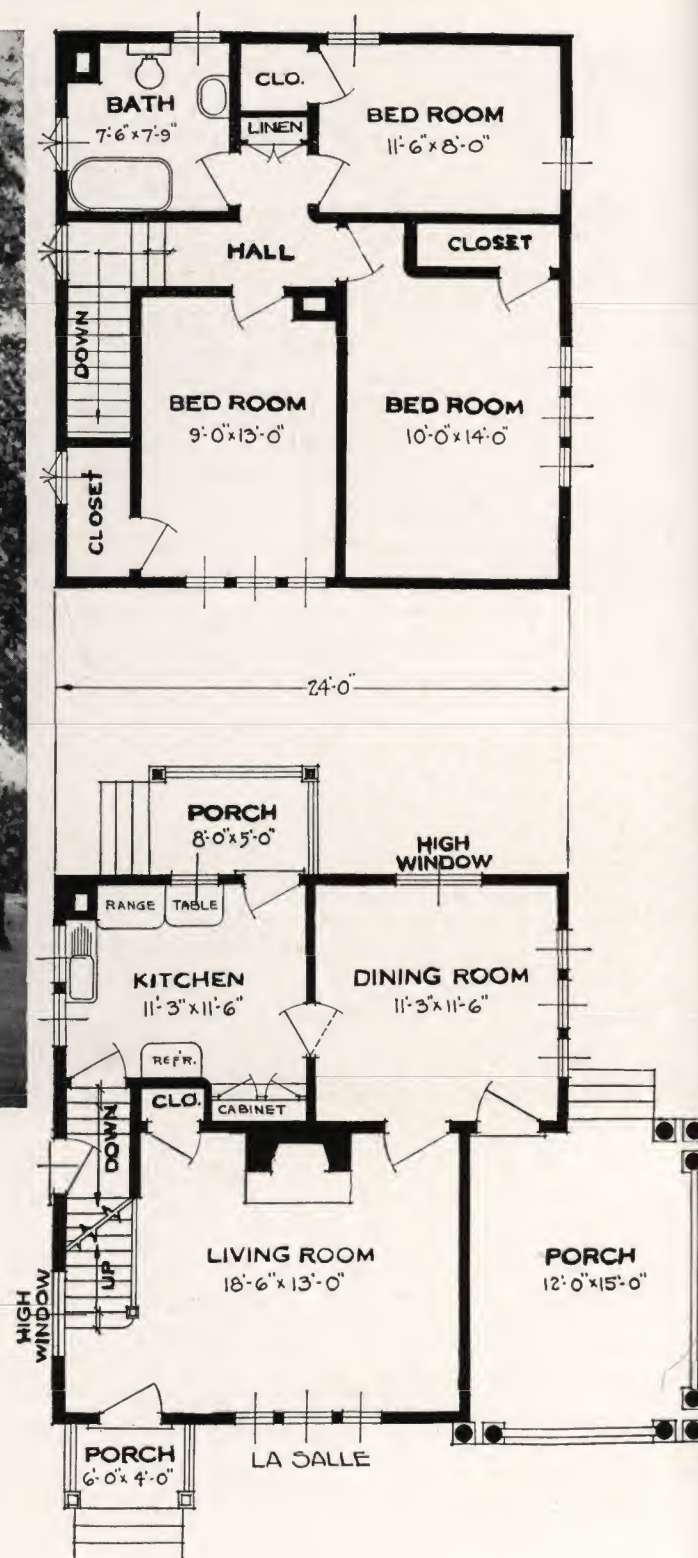 CLO.
BATH
7'-6"x7'-9"
LINEN
BED ROOM
11'-6"x8'-0"
HALL
CLOSET
DOWN
BED ROOM
9'-0"x13'-0"
BED ROOM
10'-0"x14'-0"
CLOSET
24'-0"
PORCH
8'-0"x5'-0"
HIGH
WINDOW
RANGE
TABLE
KITCHEN
11'-3"x11'-6"
DINING ROOM
11'-3"x11'-6"
REF'R.
CLO.
CABINET
DOWN
UP
LIVING ROOM
18'-6"x13'-0"
PORCH
12'-0"x15'-0"
HIGH
WINDOW
PORCH
6'-0"x4'-0"
LA SALLE